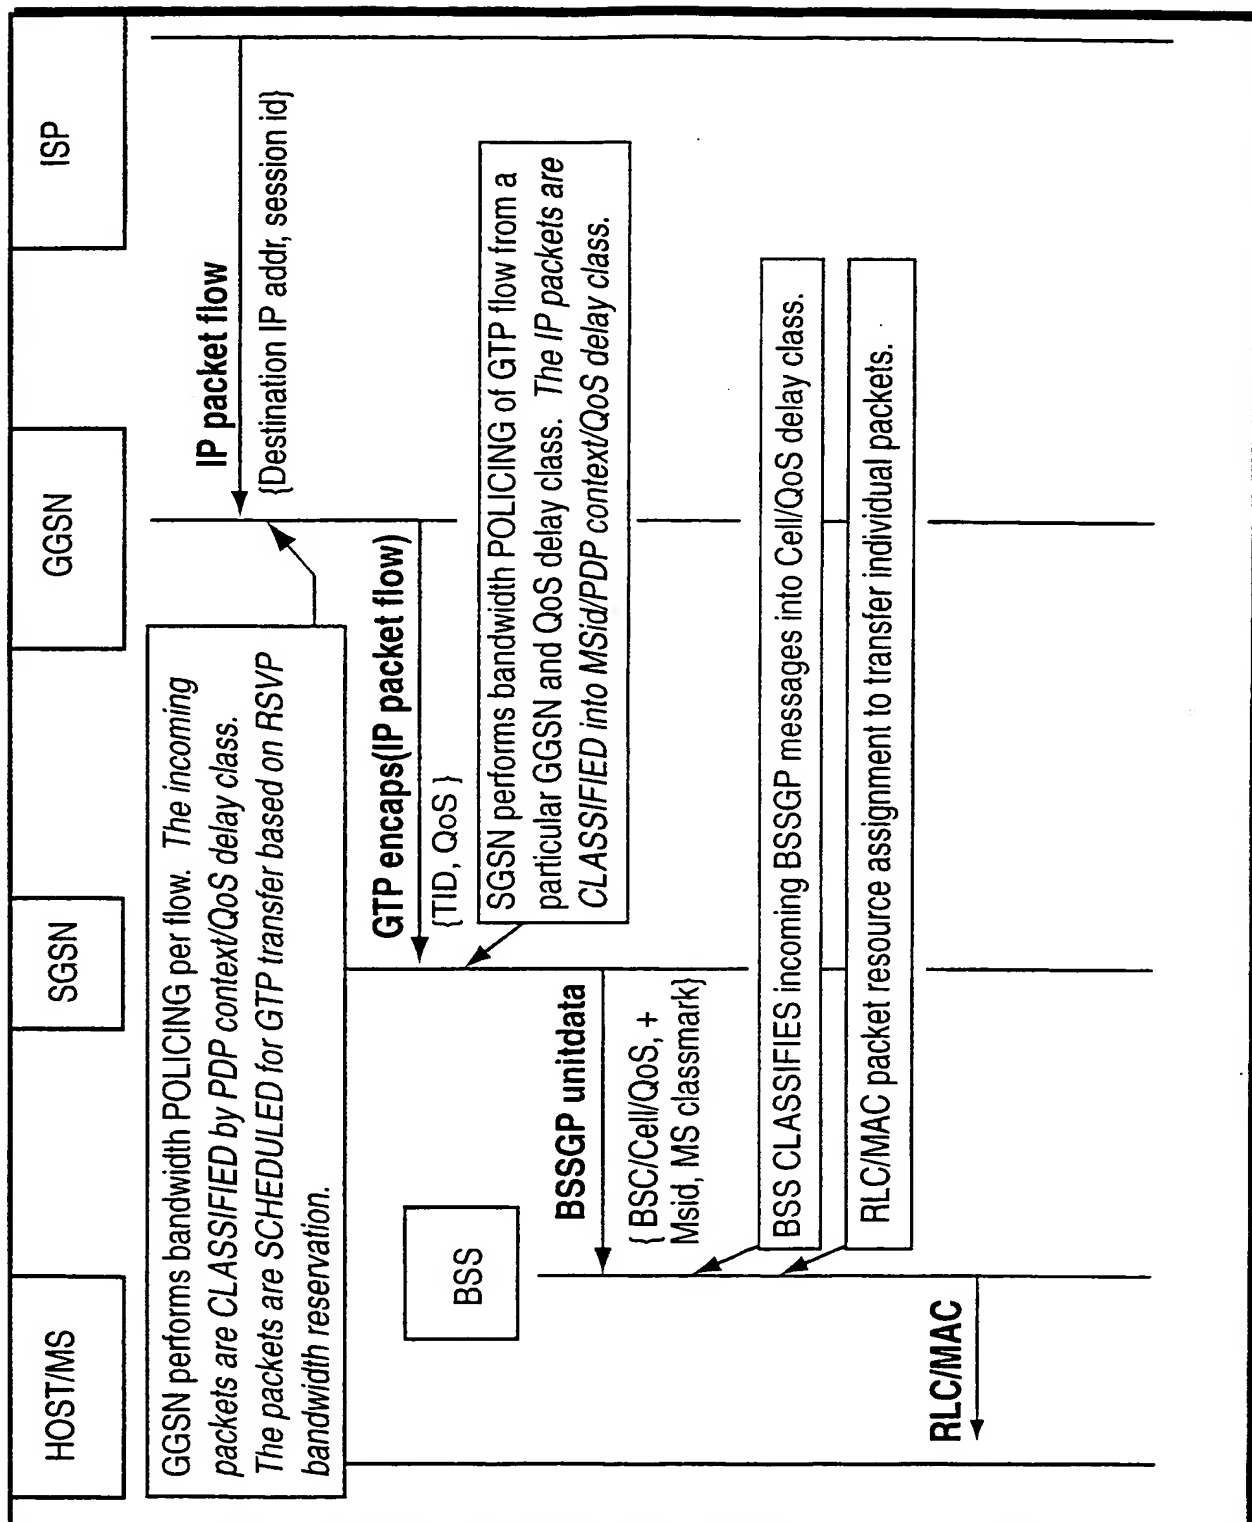 HOST/MS
SGSN
GGSN
ISP
GGSN performs bandwidth POLICING per flow. The incoming
packets are CLASSIFIED by PDP context/QoS delay class.
The packets are SCHEDULED for GTP transfer based on RSVP
bandwidth reservation.
IP packet flow
{Destination IP addr, session id}
GTP encaps(IP packet flow)
{TID, QoS }
SGSN performs bandwidth POLICING of GTP flow from a
particular GGSN and QoS delay class. The IP packets are
CLASSIFIED into MSid/PDP context/QoS delay class.
BSS
BSSGP unitdata
{ BSC/Cell/QoS, +
Msid, MS classmark}
BSS CLASSIFIES incoming BSSGP messages into Cell/QoS delay class.
RLC/MAC packet resource assignment to transfer individual packets.
RLC/MAC